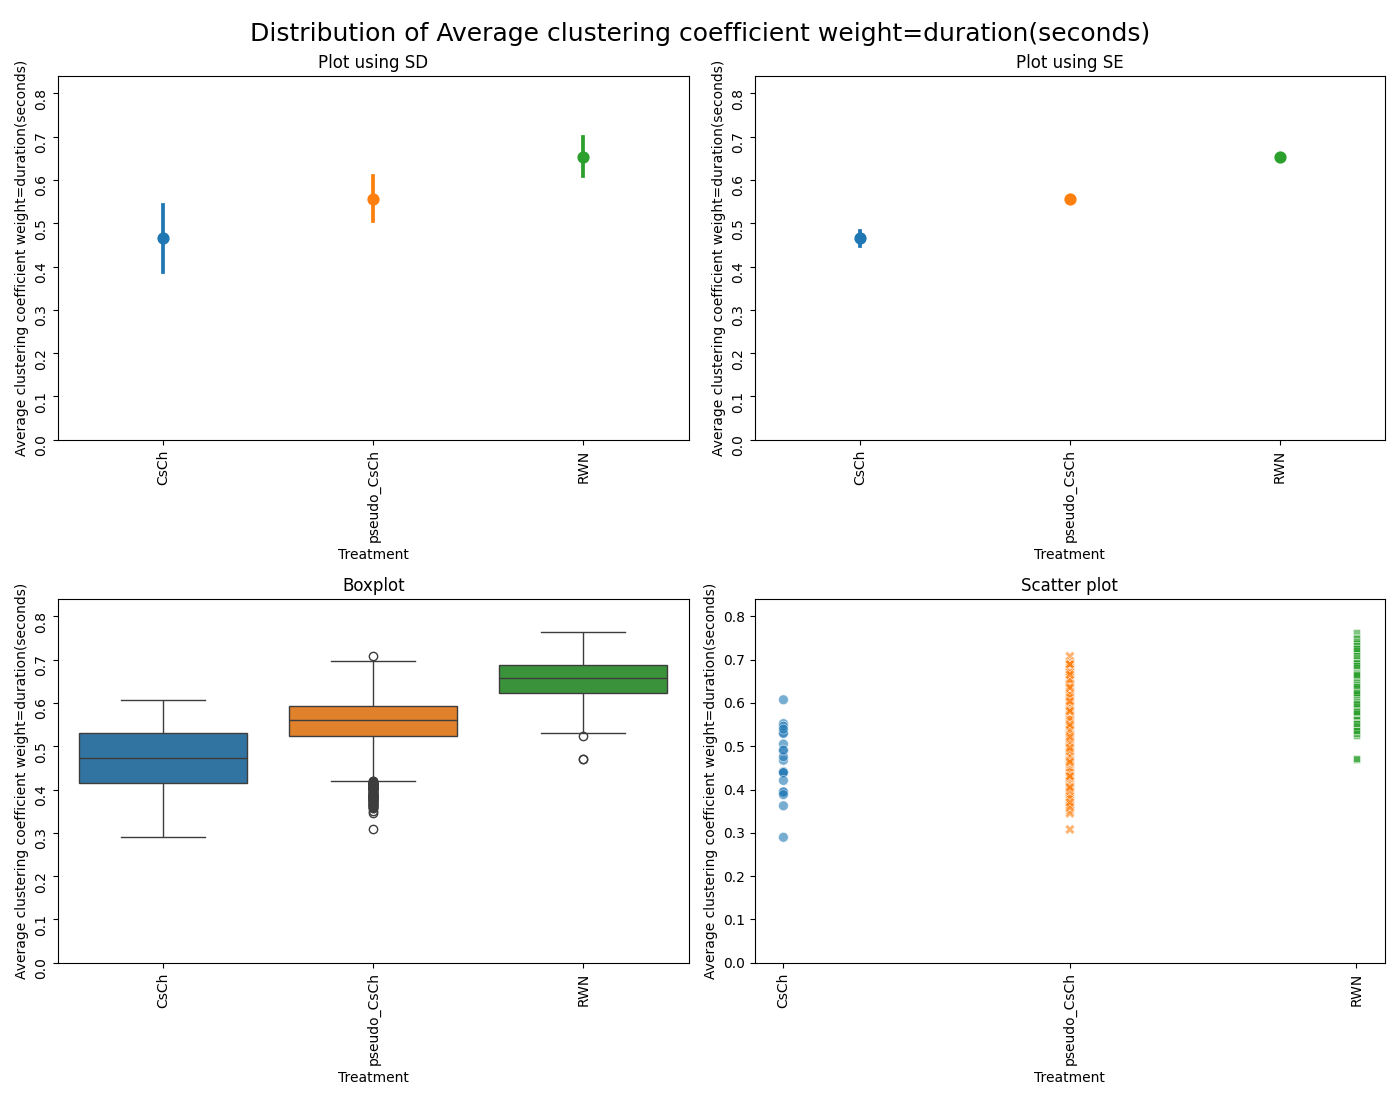 Distribution of Average clustering coefficient weight=duration(seconds)
Plot using SD
Average clustering coefficient weight=duration(seconds)
0.8
0.7
0.6
0.5
0.4
0.3
0.2
0.1
0.0
CsCh
pseudo_CsCh
RWN
Treatment
Plot using SE
Average clustering coefficient weight=duration(seconds)
0.8
0.7
0.6
0.5
0.4
0.3
0.2
0.1
0.0
CsCh
pseudo_CsCh
RWN
Treatment
Boxplot
Average clustering coefficient weight=duration(seconds)
0.8
0.7
0.6
0.5
0.4
0.3
0.2
0.1
0.0
CsCh
pseudo_CsCh
RWN
Treatment
Scatter plot
Average clustering coefficient weight=duration(seconds)
0.8
0.7
0.6
0.5
0.4
0.3
0.2
0.1
0.0
CsCh
pseudo_CsCh
RWN
Treatment